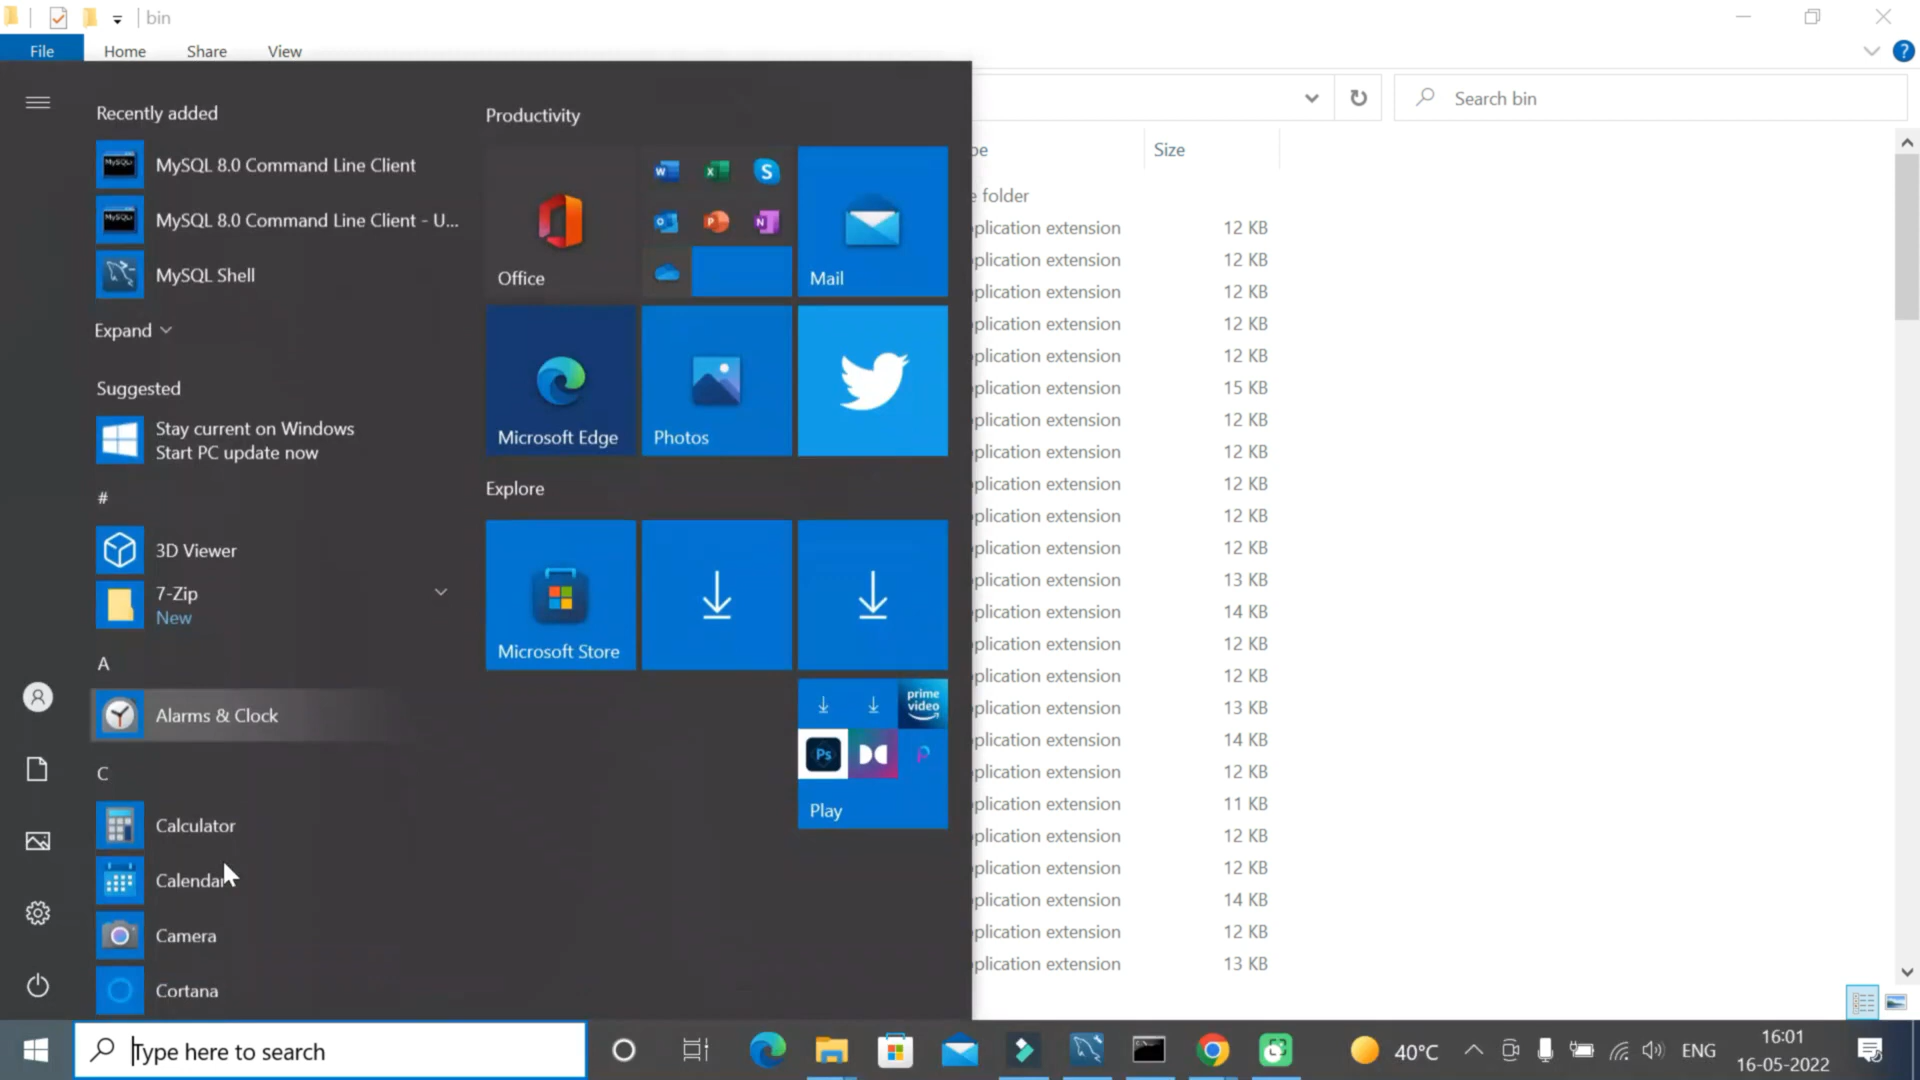 bin
File
Home
Share
View
?
Search bin
Recently added
MySQL 8.0 Command Line Client
MySQL 8.0 Command Line Client - U...
MySQL Shell
Expand
Suggested
Stay current on Windows
Start PC update now
#
3D Viewer
7-Zip
New
A
Alarms & Clock
C
Calculator
Calendar
Camera
Cortana
Productivity
Office
Mail
Microsoft Edge
Photos
Explore
Microsoft Store
prime
video
Ps
Play
pe
Size
e folder
plication extension 12 KB
plication extension 12 KB
plication extension 12 KB
plication extension 12 KB
plication extension 12 KB
plication extension 15 KB
plication extension 12 KB
plication extension 12 KB
plication extension 12 KB
plication extension 12 KB
plication extension 12 KB
plication extension 13 KB
plication extension 14 KB
plication extension 12 KB
plication extension 12 KB
plication extension 13 KB
plication extension 14 KB
plication extension 12 KB
plication extension 11 KB
plication extension 12 KB
plication extension 12 KB
plication extension 14 KB
plication extension 12 KB
plication extension 13 KB
Type here to search
40°C
ENG
16:01
16-05-2022